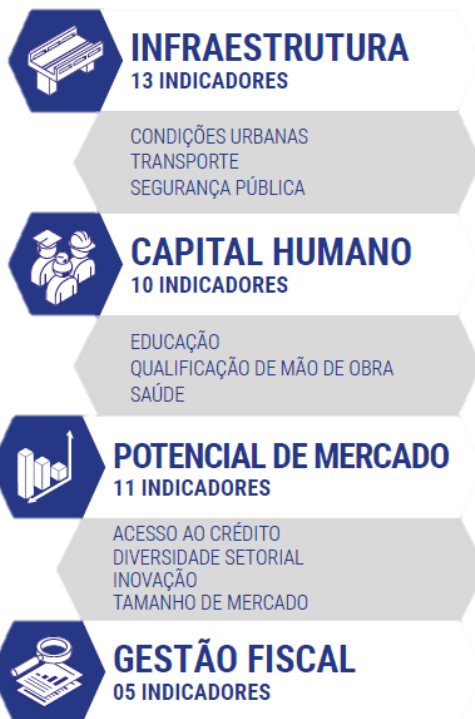 INFRAESTRUTURA
13 INDICADORES
CONDIÇÕES URBANAS
TRANSPORTE
SEGURANÇA PÚBLICA
CAPITAL HUMANO
10 INDICADORES
EDUCAÇÃO
QUALIFICAÇÃO DE MÃO DE OBRA
SAÚDE
POTENCIAL DE MERCADO
11 INDICADORES
ACESSO AO CRÉDITO
DIVERSIDADE SETORIAL
INOVAÇÃO
TAMANHO DE MERCADO
GESTÃO FISCAL
05 INDICADORES